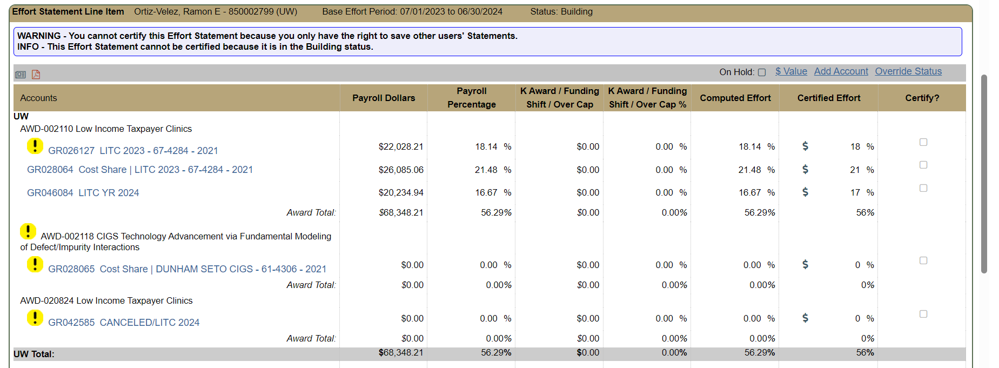 Effort Statement Line Item Ortiz-Velez, Ramon E - 850002799 (UW) Base Effort Period: 07/01/2023 to 06/30/2024 Status: Building
WARNING - You cannot certify this Effort Statement because you only have the right to save other users' Statements.
INFO - This Effort Statement cannot be certified because it is in the Building status.
On Hold: $ Value Add Account Override Status
Accounts Payroll Dollars Payroll Percentage K Award / Funding Shift / Over Cap K Award / Funding Shift / Over Cap % Computed Effort Certified Effort Certify?
UW
AWD-002110 Low Income Taxpayer Clinics
! GR026127 LITC 2023 - 67-4284 - 2021 $22,028.21 18.14 % $0.00 0.00 % 18.14 % $ 18 %
GR028064 Cost Share | LITC 2023 - 67-4284 - 2021 $26,085.06 21.48 % $0.00 0.00 % 21.48 % $ 21 %
GR046084 LITC YR 2024 $20,234.94 16.67 % $0.00 0.00 % 16.67 % $ 17 %
Award Total: $68,348.21 56.29% $0.00 0.00% 56.29% 56%
! AWD-002118 CIGS Technology Advancement via Fundamental Modeling
of Defect/Impurity Interactions
! GR028065 Cost Share | DUNHAM SETO CIGS - 61-4306 - 2021 $0.00 0.00 % $0.00 0.00 % 0.00 % $ 0 %
Award Total: $0.00 0.00% $0.00 0.00% 0.00% 0%
AWD-020824 Low Income Taxpayer Clinics
! GR042585 CANCELED/LITC 2024 $0.00 0.00 % $0.00 0.00 % 0.00 % $ 0 %
Award Total: $0.00 0.00% $0.00 0.00% 0.00% 0%
UW Total: $68,348.21 56.29% $0.00 0.00% 56.29% 56%